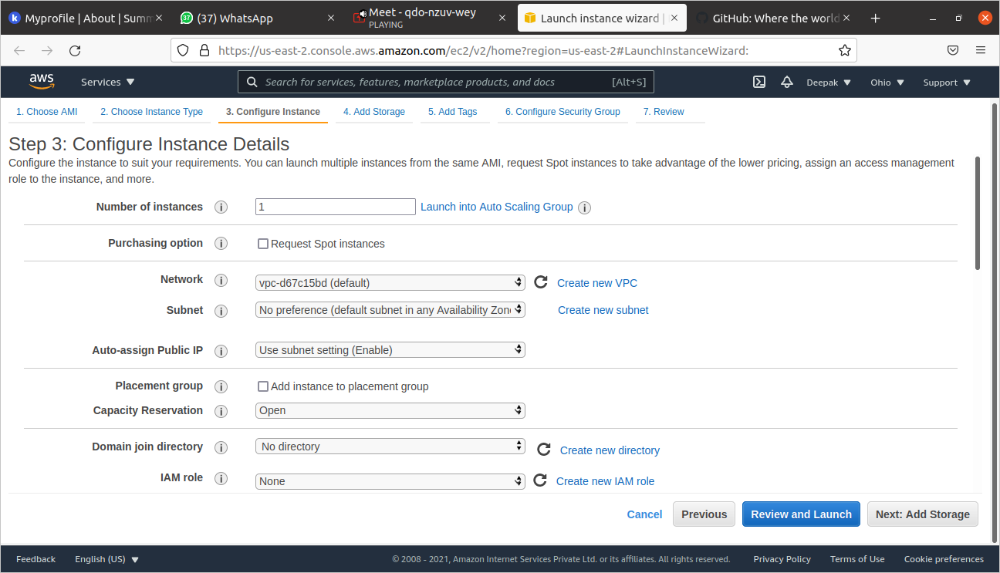 Myprofile | About | Summ
(37) WhatsApp
Meet - qdo-nzuv-wey
PLAYING
Launch instance wizard |
GitHub: Where the world
https://us-east-2.console.aws.amazon.com/ec2/v2/home?region=us-east-2#LaunchInstanceWizard:
aws
Services
Search for services, features, marketplace products, and docs
[Alt+S]
Deepak
Ohio
Support
1. Choose AMI
2. Choose Instance Type
3. Configure Instance
4. Add Storage
5. Add Tags
6. Configure Security Group
7. Review
Step 3: Configure Instance Details
Configure the instance to suit your requirements. You can launch multiple instances from the same AMI, request Spot instances to take advantage of the lower pricing, assign an access management
role to the instance, and more.
Number of instances
1
Launch into Auto Scaling Group
Purchasing option
Request Spot instances
Network
vpc-d67c15bd (default)
Create new VPC
Subnet
No preference (default subnet in any Availability Zone
Create new subnet
Auto-assign Public IP
Use subnet setting (Enable)
Placement group
Add instance to placement group
Capacity Reservation
Open
Domain join directory
No directory
Create new directory
IAM role
None
Create new IAM role
Cancel
Previous
Review and Launch
Next: Add Storage
Feedback
English (US)
© 2008 - 2021, Amazon Internet Services Private Ltd. or its affiliates. All rights reserved.
Privacy Policy
Terms of Use
Cookie preferences